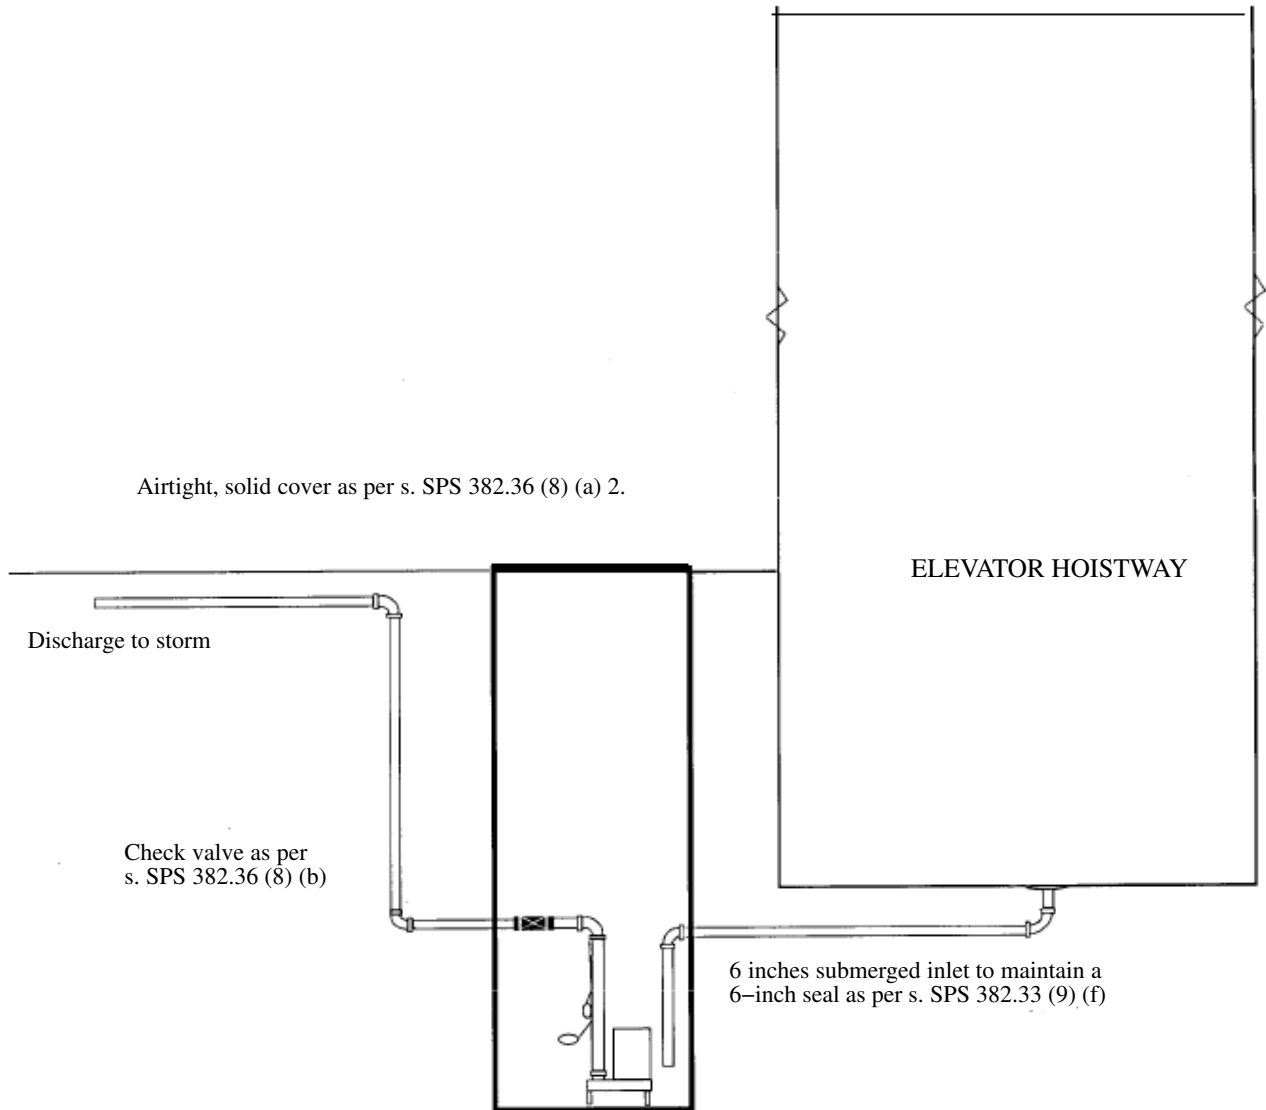 Airtight, solid cover as per s. SPS 382.36 (8) (a) 2.
ELEVATOR HOISTWAY
Discharge to storm
Check valve as per
s. SPS 382.36 (8) (b)
6 inches submerged inlet to maintain a
6−inch seal as per s. SPS 382.33 (9) (f)